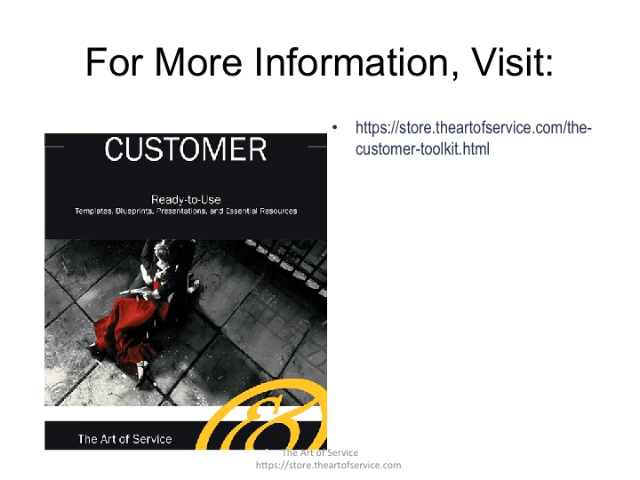 For More Information, Visit:
• https://store.theartofservice.com/the-
customer-toolkit.html
CUSTOMER
Ready-to-Use
Templates, Blueprints, Presentations, and Essential Resources
The Art of Service
The Art of Service
https://store.theartofservice.com